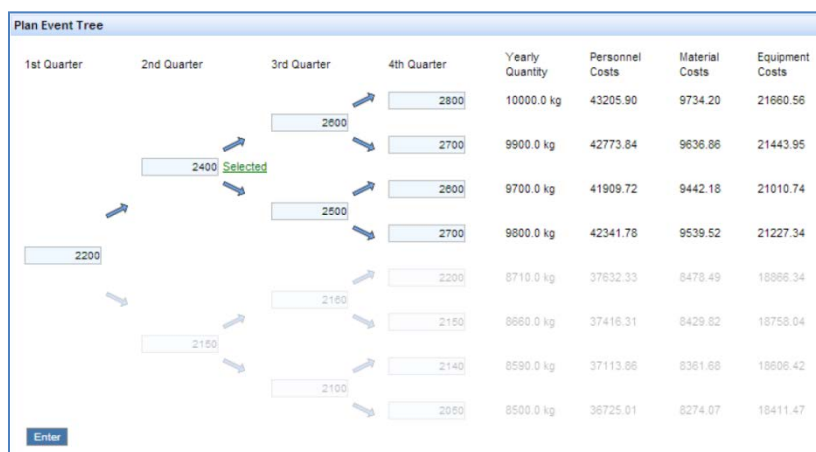 Plan Event Tree
1st Quarter 2nd Quarter 3rd Quarter 4th Quarter Yearly Quantity Personnel Costs Material Costs Equipment Costs
2800 10000.0 kg 43205.90 9734.20 21660.56
2600
2700 9900.0 kg 42773.84 9636.86 21443.95
2400 Selected
2600 9700.0 kg 41909.72 9442.18 21010.74
2500
2700 9800.0 kg 42341.78 9539.52 21227.34
2200
2200 8710.0 kg 37632.33 8478.49 18866.34
2160
2150 8660.0 kg 37416.31 8429.82 18758.04
2150
2140 8590.0 kg 37113.86 8361.68 18606.42
2100
2050 8500.0 kg 36725.01 8274.07 18411.47
Enter